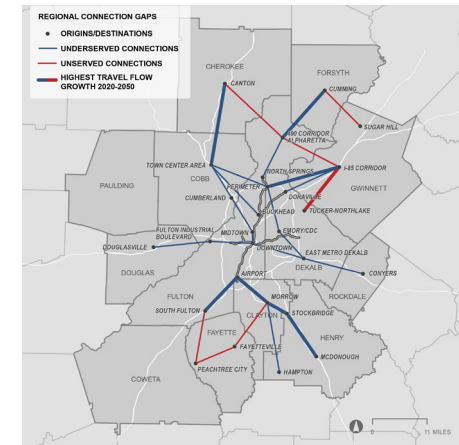 REGIONAL CONNECTION GAPS
ORIGINS/DESTINATIONS
UNDERSERVED CONNECTIONS
UNSERVED CONNECTIONS
HIGHEST TRAVEL FLOW
GROWTH 2020-2050
CHEROKEE
FORSYTH
CANTON
CUMMING
SUGAR HILL
400 CORRIDOR
ALPHARETTA
TOWN CENTER AREA
I-85 CORRIDOR
NORTH SPRINGS
COBB
PERIMETER
GWINNETT
PAULDING
CUMBERLAND
DORAVILLE
BUCKHEAD
TUCKER-NORTHLAKE
FULTON INDUSTRIAL
BOULEVARD
MIDTOWN
EMORY/CDC
DOUGLASVILLE
DOWNTOWN
EAST METRO DEKALB
DEKALB
DOUGLAS
AIRPORT
CONYERS
FULTON
MORROW
ROCKDALE
SOUTH FULTON
CLAYTON
STOCKBRIDGE
FAYETTE
HENRY
FAYETTEVILLE
MCDONOUGH
PEACHTREE CITY
HAMPTON
COWETA
0
11 MILES